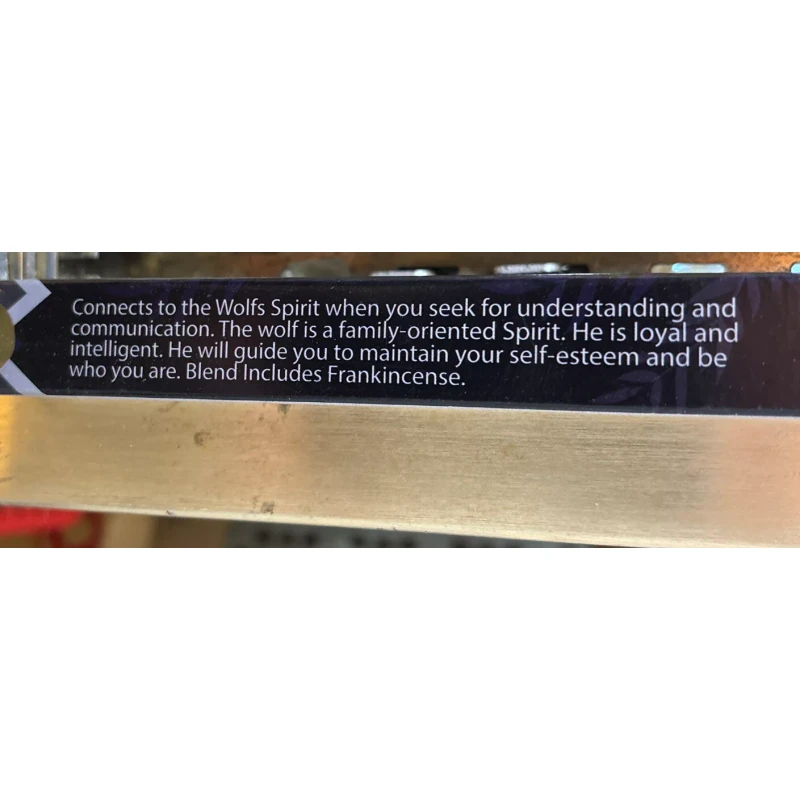 Connects to the Wolfs Spirit when you seek for understanding and
communication. The wolf is a family-oriented Spirit. He is loyal and
intelligent. He will guide you to maintain your self-esteem and be
who you are. Blend Includes Frankincense.